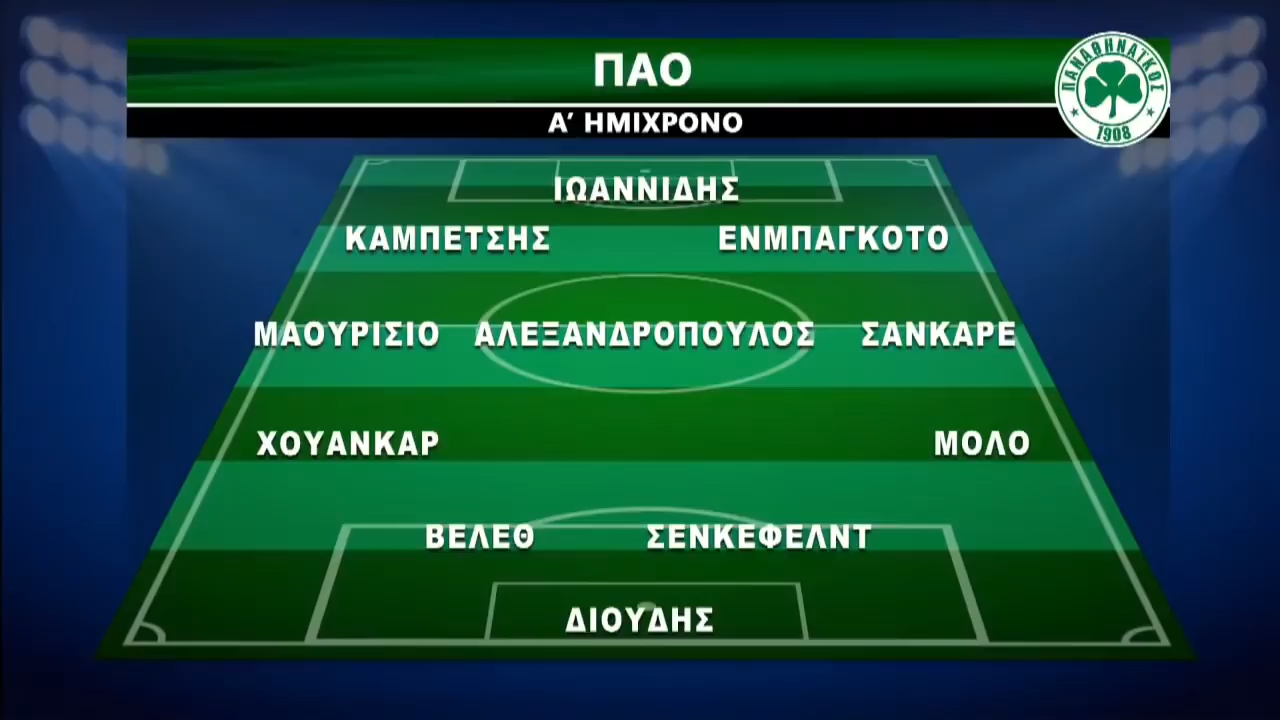 ΠΑΟ
Α' ΗΜΙΧΡΟΝΟ
ΠΑΝΑΘΗΝΑΪΚΟΣ
1908
ΙΩΑΝΝΙΔΗΣ
ΚΑΜΠΕΤΣΗΣ ΕΝΜΠΑΓΚΟΤΟ
ΜΑΟΥΡΙΣΙΟ ΑΛΕΞΑΝΔΡΟΠΟΥΛΟΣ ΣΑΝΚΑΡΕ
ΧΟΥΑΝΚΑΡ ΜΟΛΟ
ΒΕΛΕΘ ΣΕΝΚΕΦΕΛΝΤ
ΔΙΟΥΔΗΣ